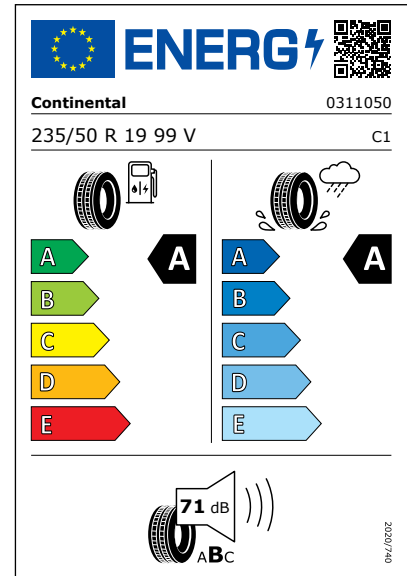 ENERG
Continental 0311050
235/50 R 19 99 V C1
A A
B
C
D
E
A A
B
C
D
E
71 dB
ABC
2020/740